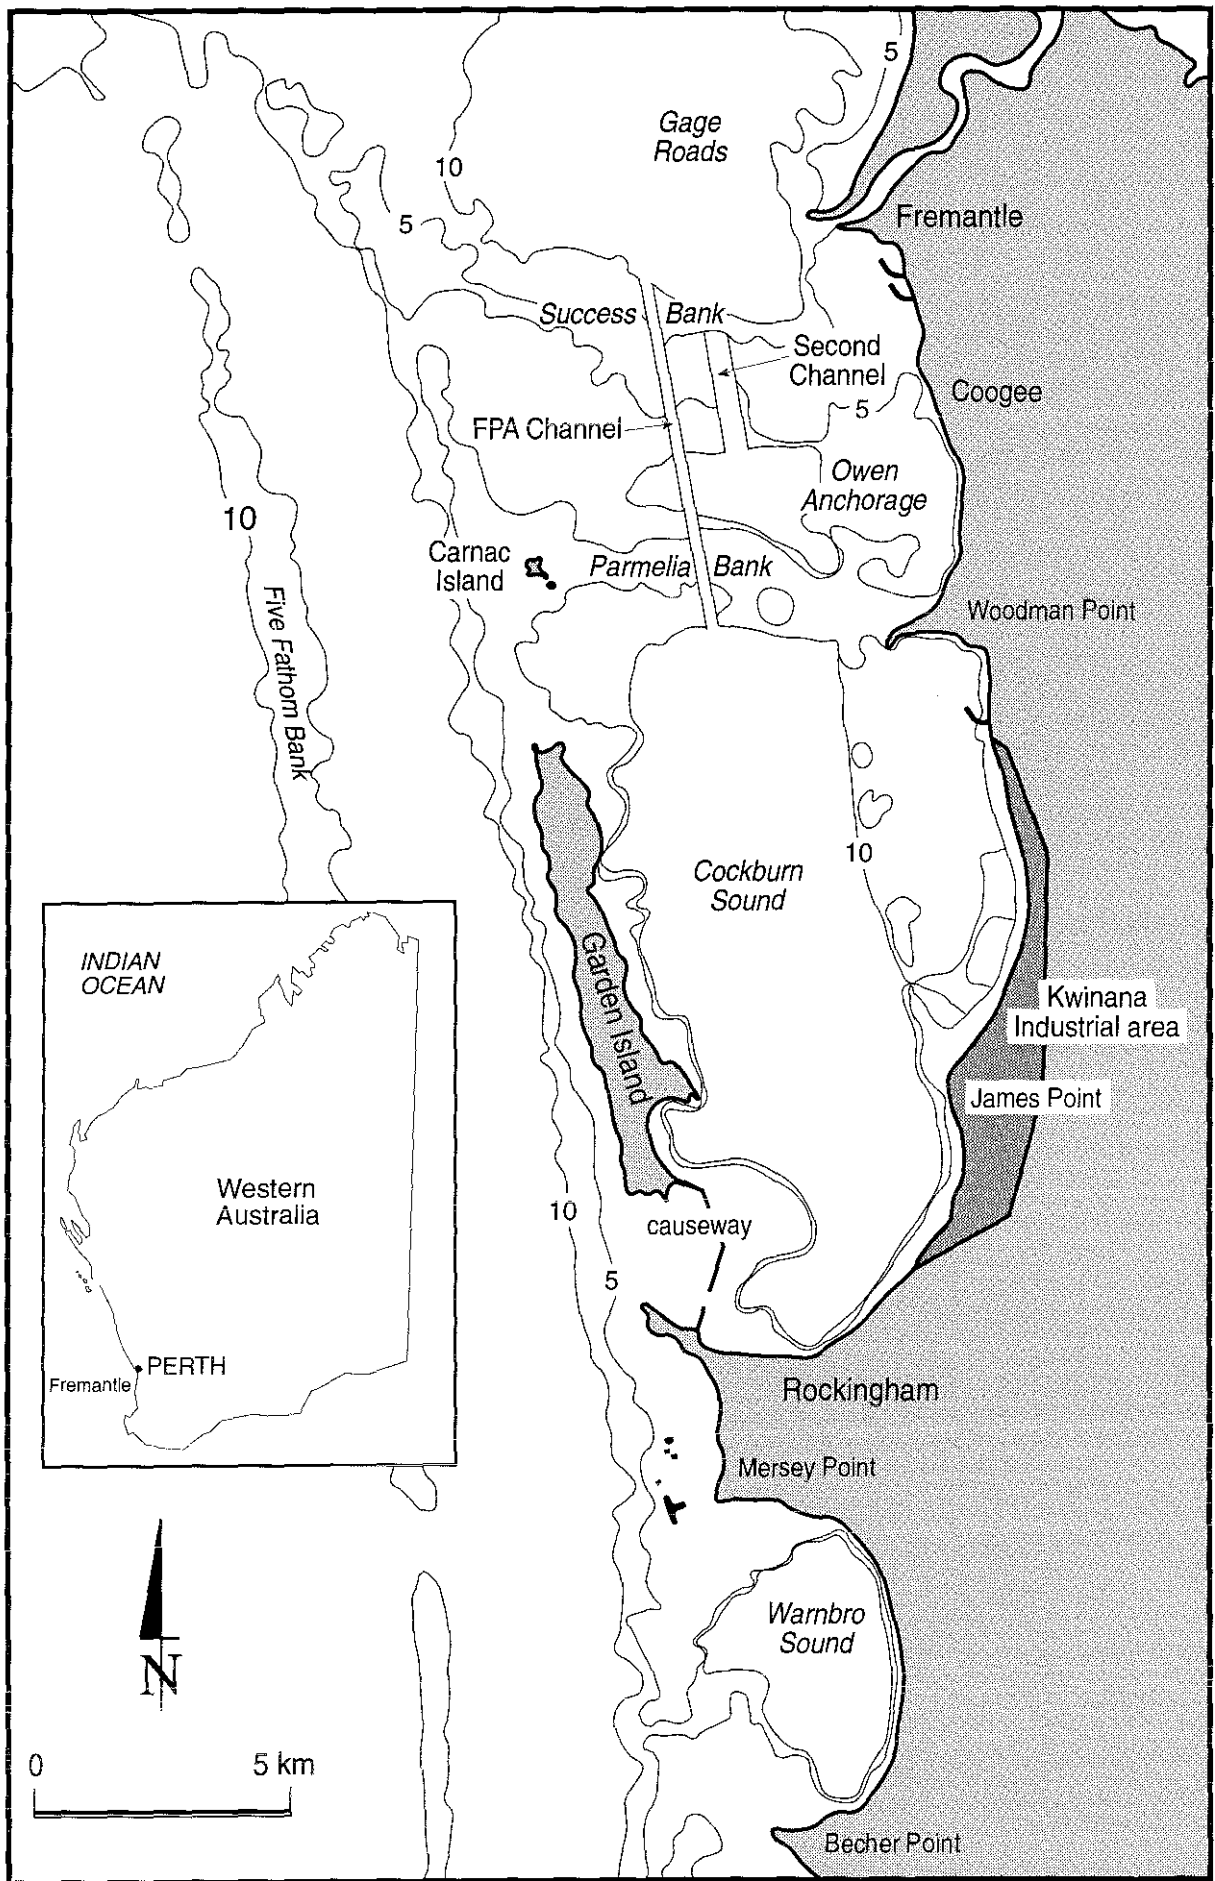 5
Gage
Roads
10
5
Fremantle
Success Bank
Second
Channel
5
Coogee
FPA Channel
Owen
Anchorage
10
Carnac
Island
Parmelia Bank
Woodman Point
Five Fathom Bank
10
Cockburn
Sound
INDIAN
OCEAN
Garden Island
Kwinana
Industrial area
James Point
Western
Australia
10
causeway
5
PERTH
Fremantle
Rockingham
Mersey Point
Warnbro
Sound
N
0 5 km
Becher Point